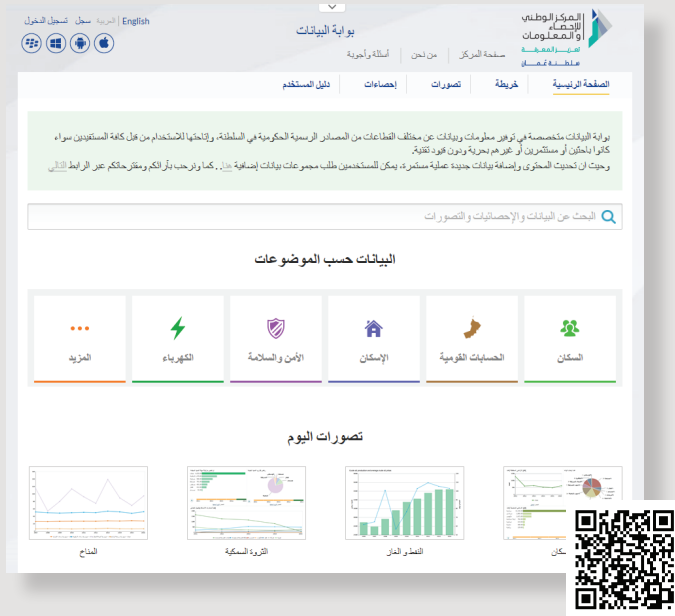 المركز الوطني
للإحصاء
والمعلومات
تعزيز المعرفة
سلطنة عمان
English | العربية سجل تسجيل الدخول
بوابة البيانات
صفحة المركز | من نحن | أسئلة وأجوبة
الصفحة الرئيسية خريطة تصورات إحصاءات دليل المستخدم
بوابة البيانات متخصصة في توفير معلومات وبيانات عن مختلف القطاعات من المصادر الرسمية الحكومية في السلطنة، وإتاحتها للاستخدام من قبل كافة المستفيدين سواء
كانوا باحثين أو مستثمرين أو غيرهم بحرية ودون قيود تقنية.
وحيث ان تحديث المحتوى وإضافة بيانات جديدة عملية مستمرة، يمكن للمستخدمين طلب مجموعات بيانات إضافية هنا.. كما ونرحب بآرائكم ومقترحاتكم عبر الرابط التالي
البحث عن البيانات والإحصائيات والتصورات
البيانات حسب الموضوعات
السكان الحسابات القومية الإسكان الأمن والسلامة الكهرباء المزيد
تصورات اليوم
النفط و الغاز الثروة السمكية المناخ